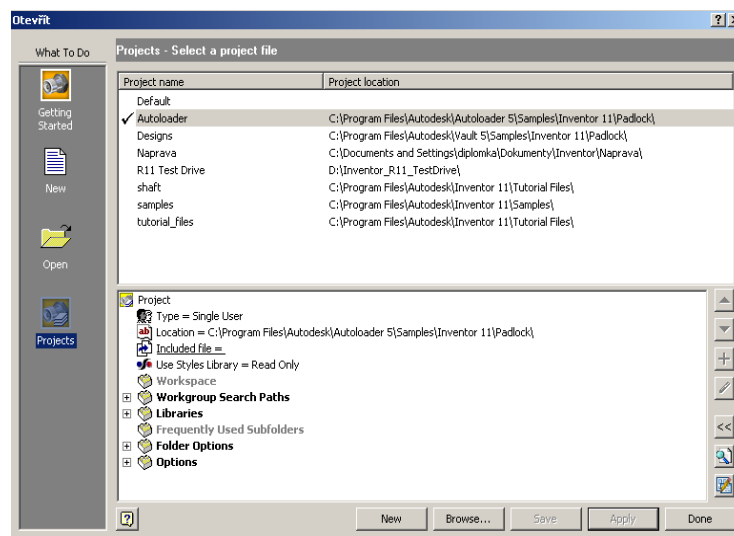 Otevřít
What To Do
Getting
Started
New
Open
Projects
Projects - Select a project file
Project name Project location
Default
Autoloader C:\Program Files\Autodesk\Autoloader 5\Samples\Inventor 11\Padlock\
Designs C:\Program Files\Autodesk\Vault 5\Samples\Inventor 11\Padlock\
Naprava C:\Documents and Settings\diplomka\Dokumenty\Inventor\Naprava\
R11 Test Drive D:\Inventor_R11_TestDrive\
shaft C:\Program Files\Autodesk\Inventor 11\Tutorial Files\
samples C:\Program Files\Autodesk\Inventor 11\Samples\
tutorial_files C:\Program Files\Autodesk\Inventor 11\Tutorial Files\
Project
Type = Single User
Location = C:\Program Files\Autodesk\Autoloader 5\Samples\Inventor 11\Padlock\
Included file =
Use Styles Library = Read Only
Workspace
Workgroup Search Paths
Libraries
Frequently Used Subfolders
Folder Options
Options
<<
New Browse... Save Apply Done